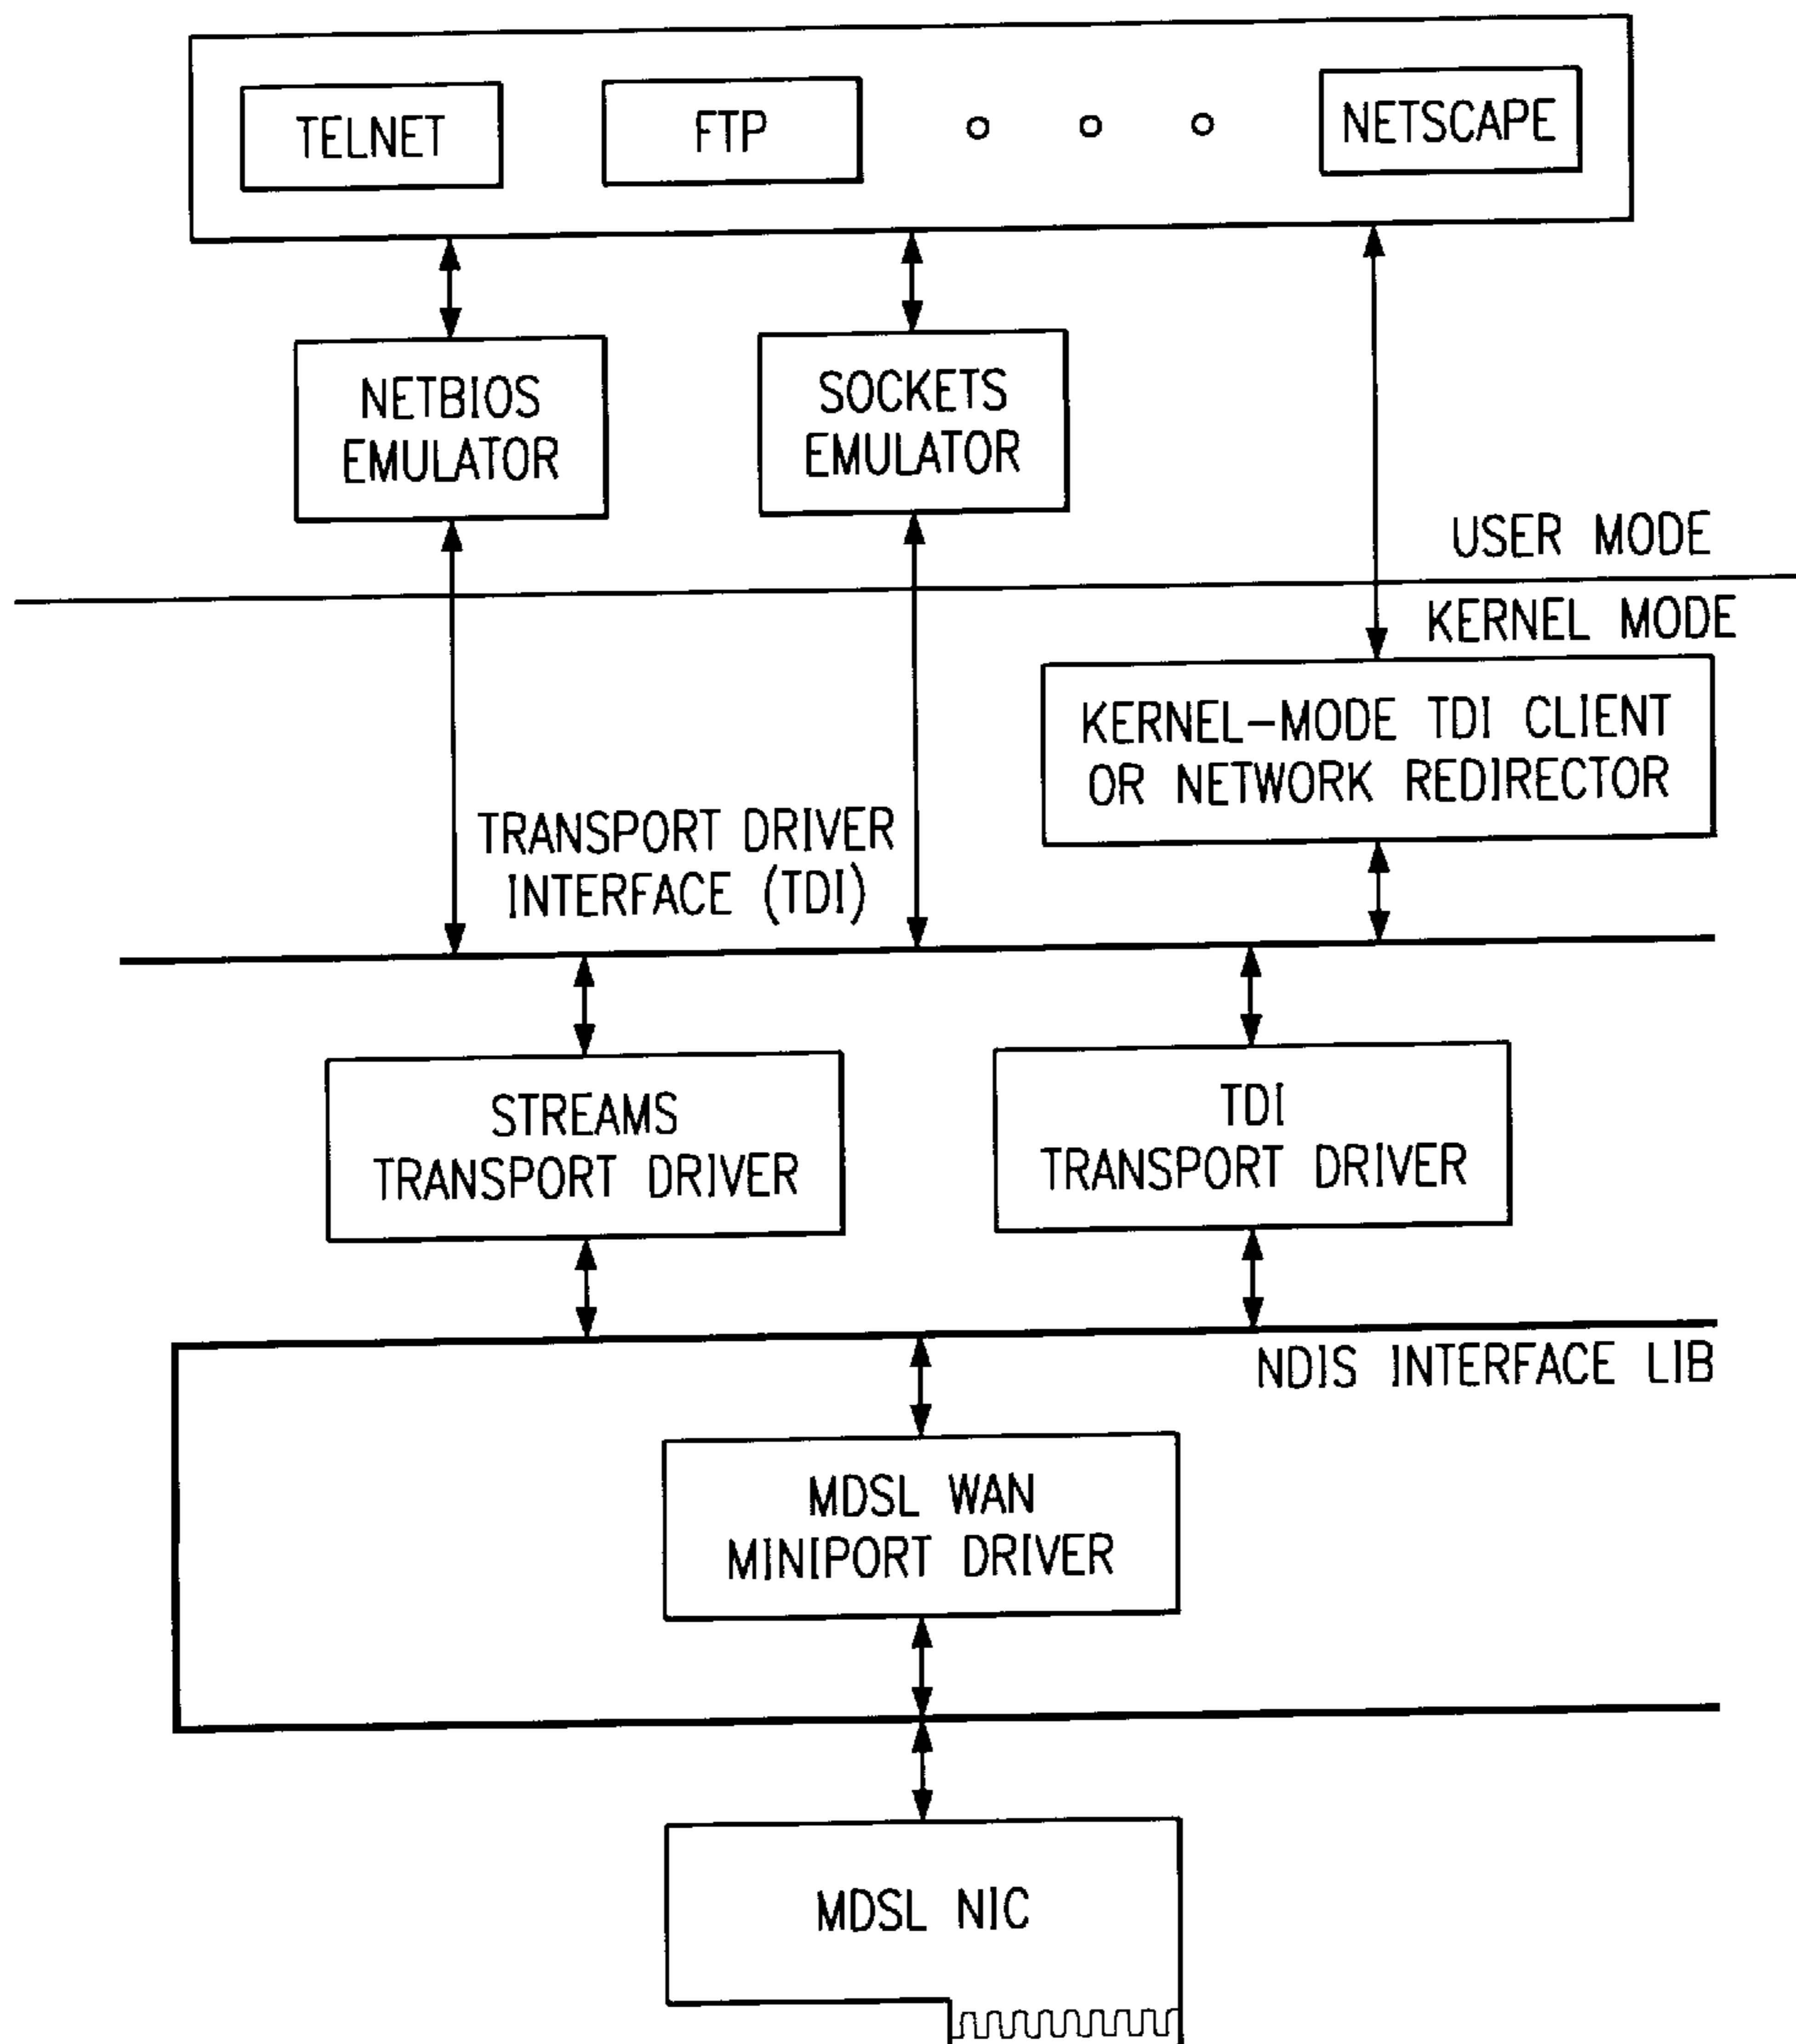 TELNET
FTP
NETSCAPE
NETBIOS
EMULATOR
SOCKETS
EMULATOR
USER MODE
KERNEL MODE
KERNEL-MODE TDI CLIENT
OR NETWORK REDIRECTOR
TRANSPORT DRIVER
INTERFACE (TDI)
STREAMS
TRANSPORT DRIVER
TDI
TRANSPORT DRIVER
NDIS INTERFACE LIB
MDSL WAN
MINIPORT DRIVER
MDSL NIC